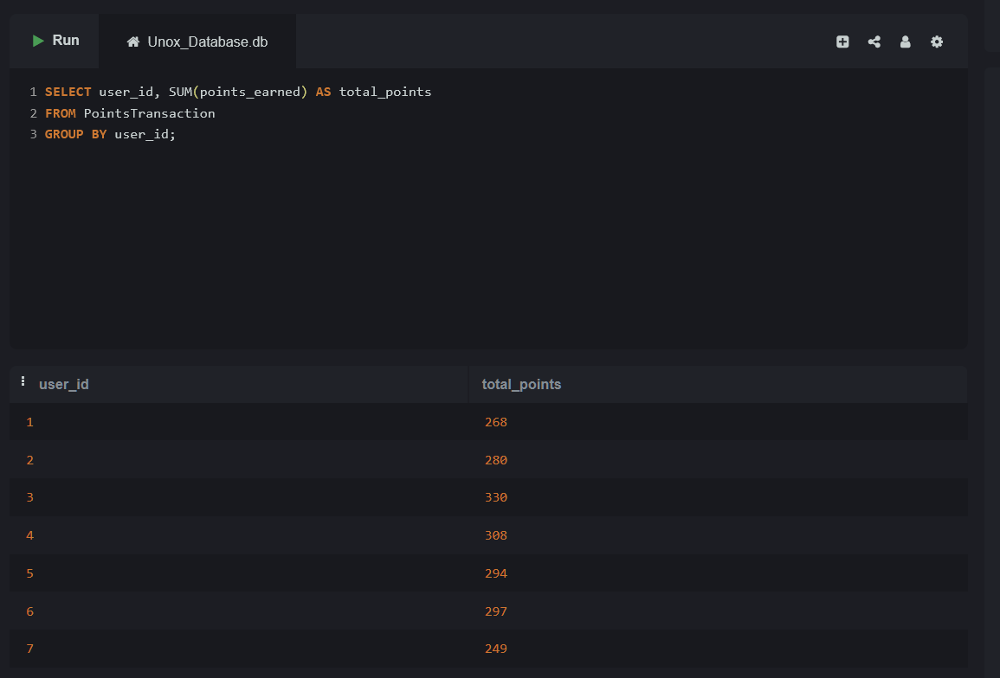 Run Unox_Database.db
1 SELECT user_id, SUM(points_earned) AS total_points
2 FROM PointsTransaction
3 GROUP BY user_id;
user_id total_points
1 268
2 280
3 330
4 308
5 294
6 297
7 249